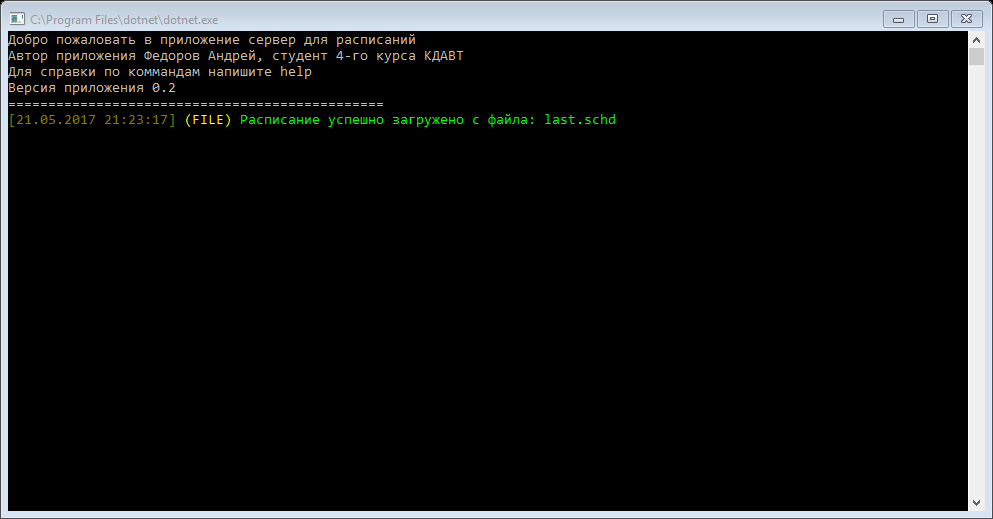 C:\Program Files\dotnet\dotnet.exe
Добро пожаловать в приложение сервер для расписаний
Автор приложения Федоров Андрей, студент 4-го курса КДАВТ
Для справки по коммандам напишите help
Версия приложения 0.2
===============================================
[21.05.2017 21:23:17] (FILE) Расписание успешно загружено с файла: last.schd